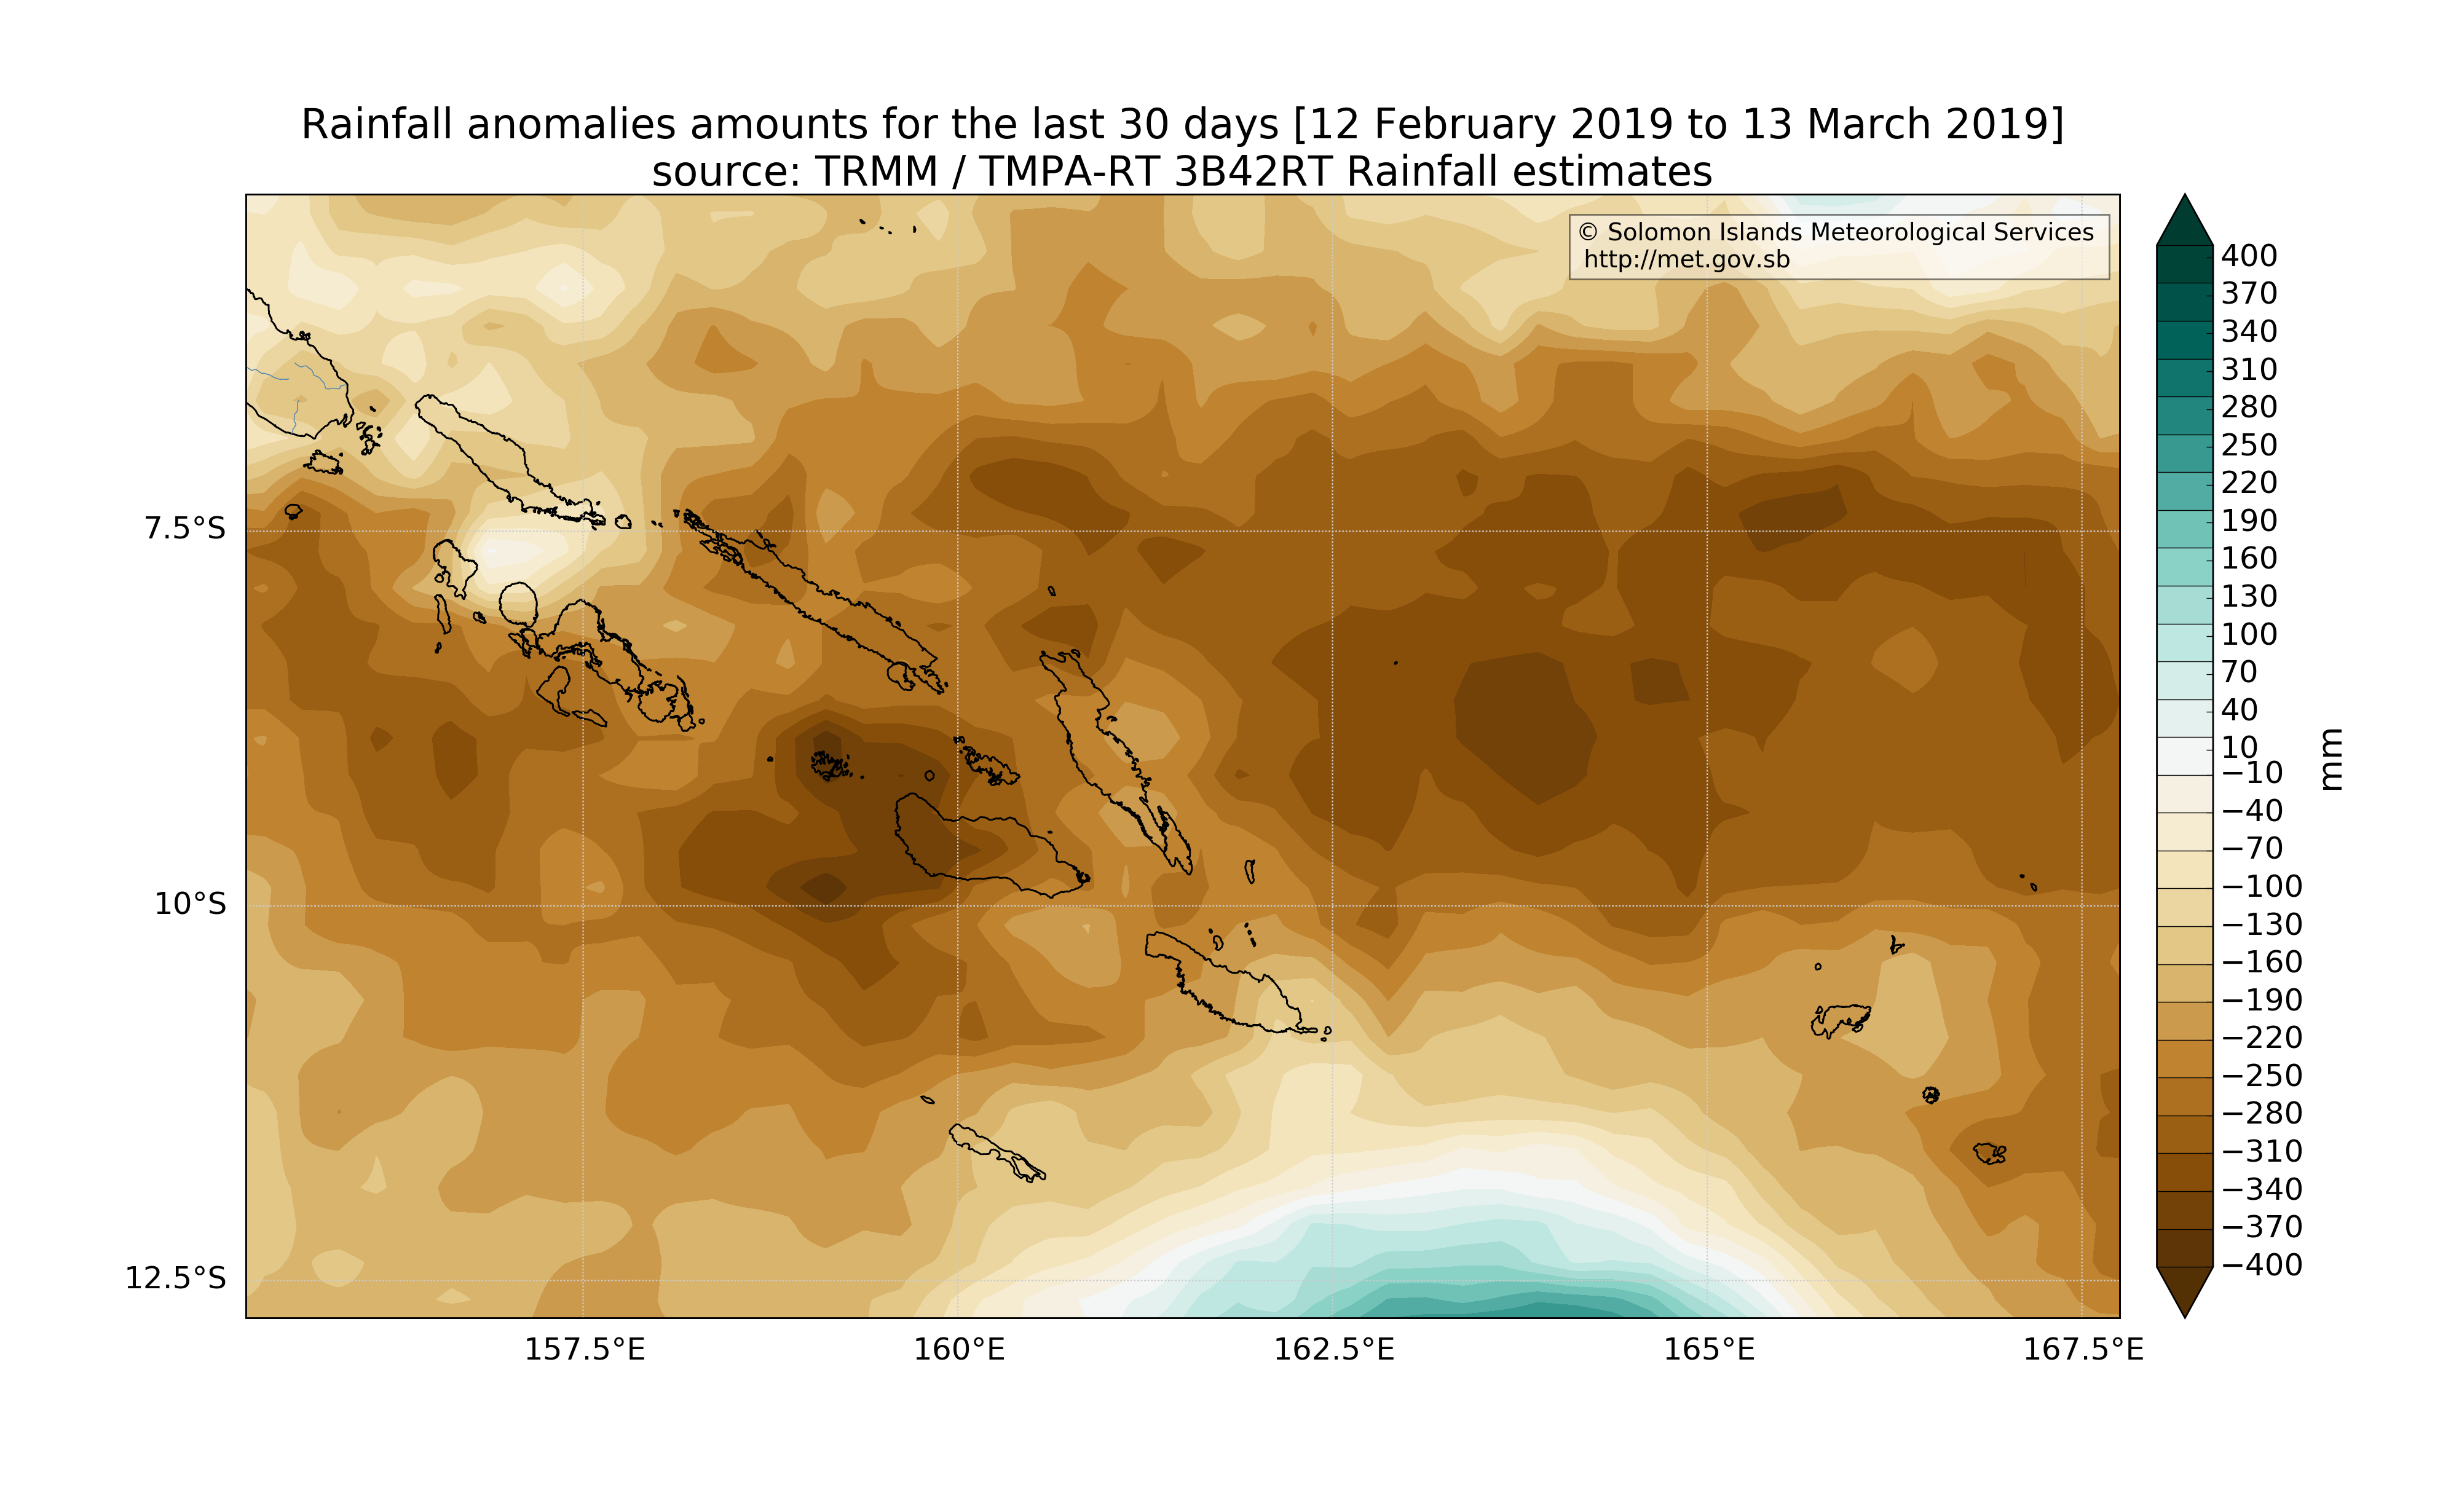 Rainfall anomalies amounts for the last 30 days [12 February 2019 to 13 March 2019]
source: TRMM / TMPA-RT 3B42RT Rainfall estimates
© Solomon Islands Meteorological Services
http://met.gov.sb
7.5°S
10°S
12.5°S
157.5°E
160°E
162.5°E
165°E
167.5°E
400
370
340
310
280
250
220
190
160
130
100
70
40
10
−10
−40
−70
−100
−130
−160
−190
−220
−250
−280
−310
−340
−370
−400
mm